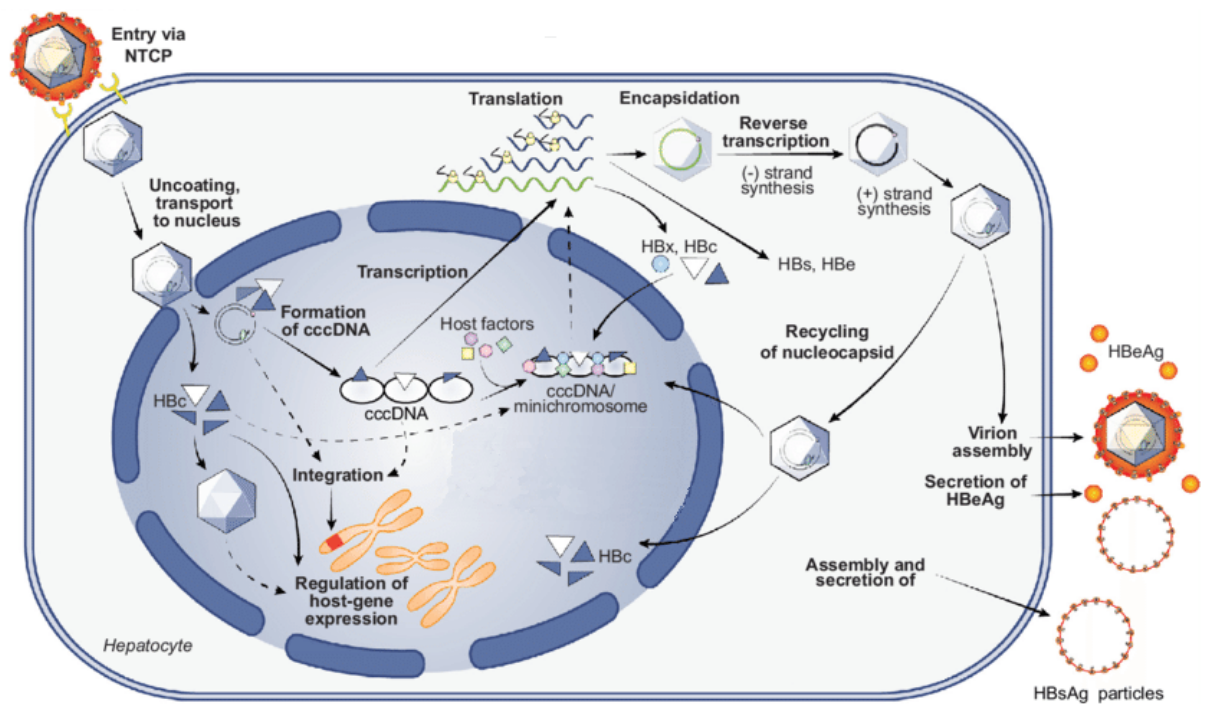 Entry via
NTCP
Translation
Encapsidation
Reverse
transcription
(-) strand
synthesis
(+) strand
synthesis
Uncoating,
transport
to nucleus
HBx, HBc
HBs, HBe
Transcription
Formation
of cccDNA
Host factors
Recycling
of nucleocapsid
HBeAg
HBc
cccDNA
cccDNA/
minichromosome
Integration
Virion
assembly
Secretion of
HBeAg
HBc
Assembly and
secretion of
Regulation of
host-gene
expression
Hepatocyte
HBsAg particles